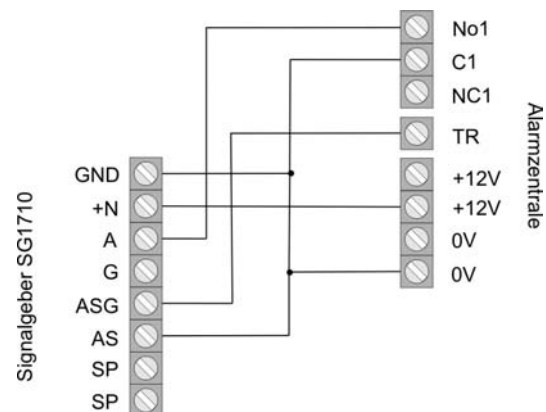 No1
C1
NC1
TR
+12V
+12V
0V
0V
Alarmzentrale
Signalgeber SG1710
GND
+N
A
G
ASG
AS
SP
SP